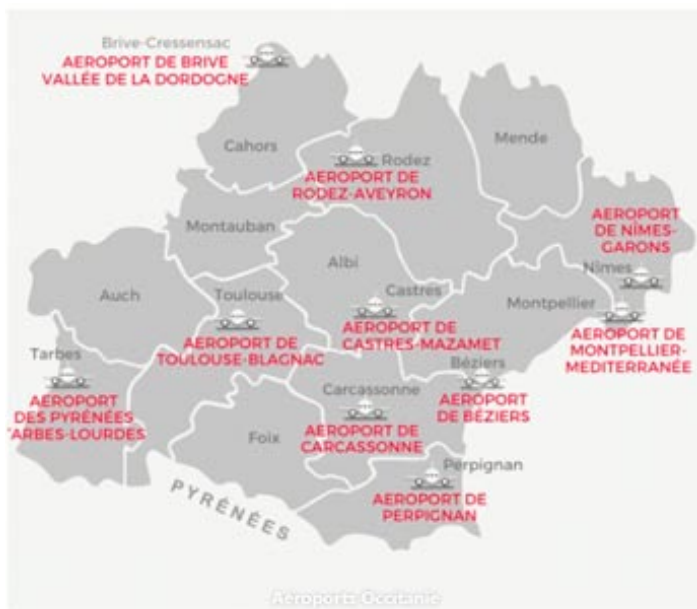 Brive-Cressensac
AEROPORT DE BRIVE
VALLÉE DE LA DORDOGNE
Cahors
Mende
Rodez
AEROPORT DE
RODEZ-AVEYRON
AEROPORT
DE NÎMES-
GARONS
Montauban
Albi
Nîmes
Auch
Toulouse
Castres
Montpellier
AEROPORT DE
TOULOUSE-BLAGNAC
AEROPORT DE
CASTRES-MAZAMET
AEROPORT DE
MONTPELLIER-
MEDITERRANÉE
Tarbes
Béziers
AEROPORT
DES PYRÉNÉES
TARBES-LOURDES
Carcassonne
AEROPORT
DE BÉZIERS
Foix
AEROPORT DE
CARCASSONNE
Perpignan
PYRÉNÉES
AEROPORT DE
PERPIGNAN
Aéroports Occitanie